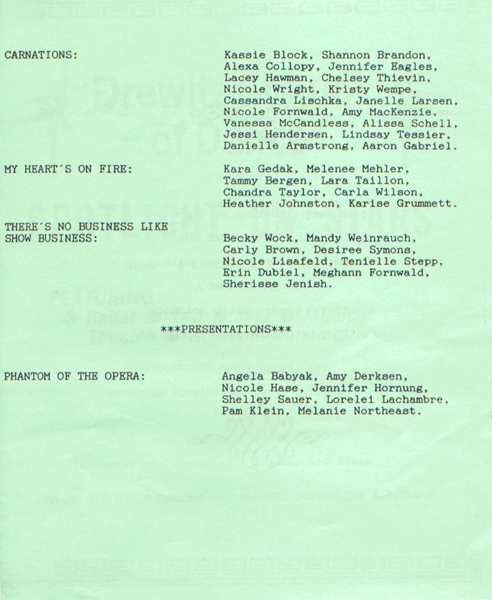 CARNATIONS: Kassie Block, Shannon Brandon,
Alexa Collopy, Jennifer Eagles,
Lacey Hawman, Chelsey Thievin,
Nicole Wright, Kristy Wempe,
Cassandra Lischka, Janelle Larsen,
Nicole Fornwald, Amy MacKenzie,
Vanessa McCandless, Alissa Schell,
Jessi Hendersen, Lindsay Tessier,
Danielle Armstrong, Aaron Gabriel.
MY HEART'S ON FIRE: Kara Gedak, Melenee Mehler,
Tammy Bergen, Lara Taillon,
Chandra Taylor, Carla Wilson,
Heather Johnston, Karise Grummett.
THERE'S NO BUSINESS LIKE
SHOW BUSINESS: Becky Wock, Mandy Weinrauch,
Carly Brown, Desiree Symons,
Nicole Lisafeld, Tenielle Stepp,
Erin Dubiel, Meghann Fornwald,
Sherisse Jenish.
***PRESENTATIONS***
PHANTOM OF THE OPERA: Angela Babyak, Amy Derksen,
Nicole Hase, Jennifer Hornung,
Shelley Sauer, Lorelei Lachambre,
Pam Klein, Melanie Northeast.